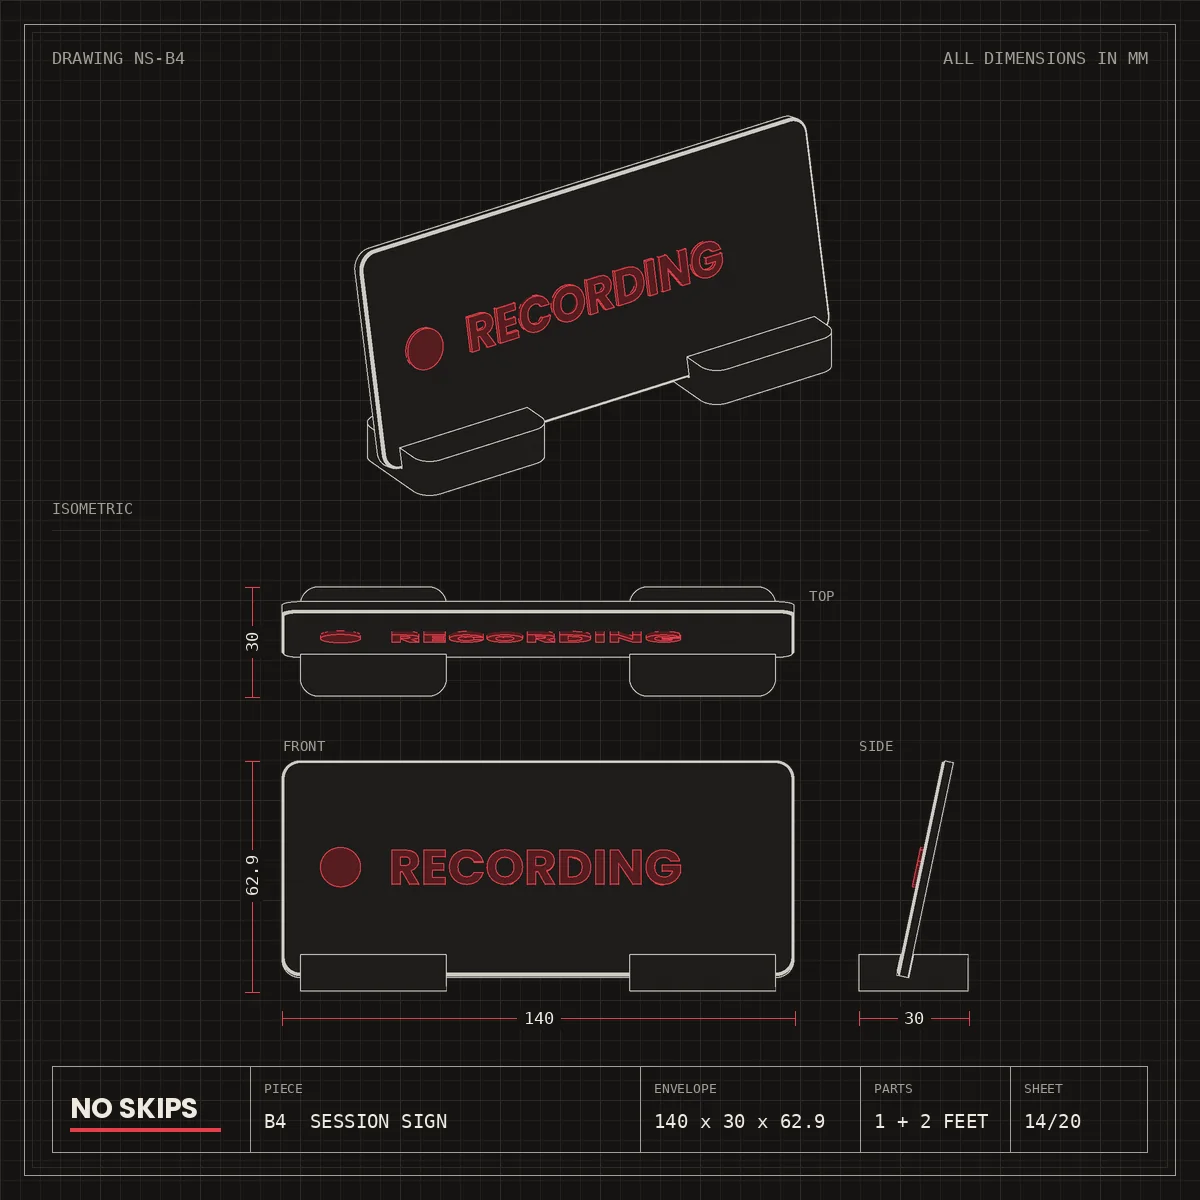 DRAWING NS-B4
ALL DIMENSIONS IN MM
RECORDING
ISOMETRIC
TOP
30
RECORDING
FRONT
SIDE
62.9
RECORDING
140
30
NO SKIPS
PIECE
B4 SESSION SIGN
ENVELOPE
140 x 30 x 62.9
PARTS
1 + 2 FEET
SHEET
14/20